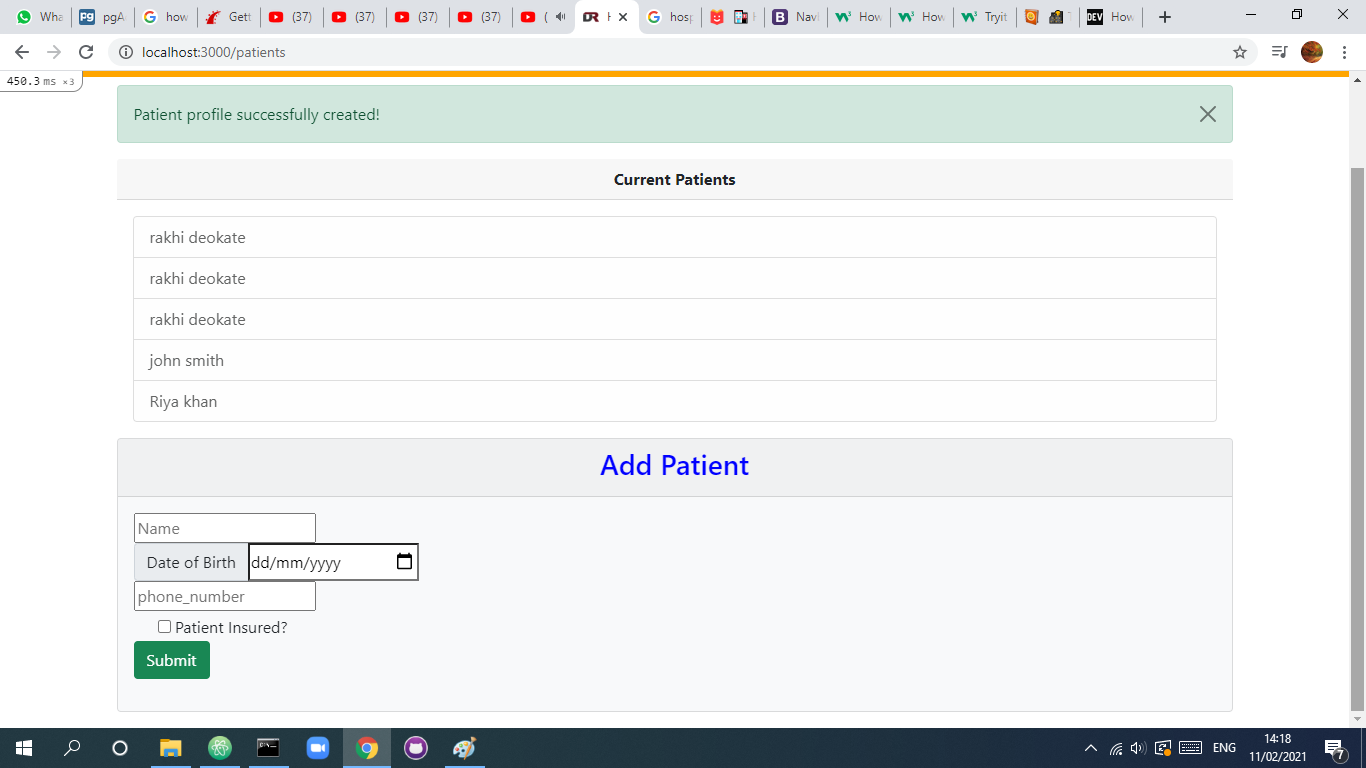 Wha
pgA
how
Gett
(37)
(37)
(37)
(37)
(
H
hosp
H
Navi
How
How
Tryit
T
DEV How
localhost:3000/patients
450.3 ms ×3
Patient profile successfully created!
Current Patients
rakhi deokate
rakhi deokate
rakhi deokate
john smith
Riya khan
Add Patient
Name
Date of Birth dd/mm/yyyy
phone_number
Patient Insured?
Submit
ENG
14:18
11/02/2021
7